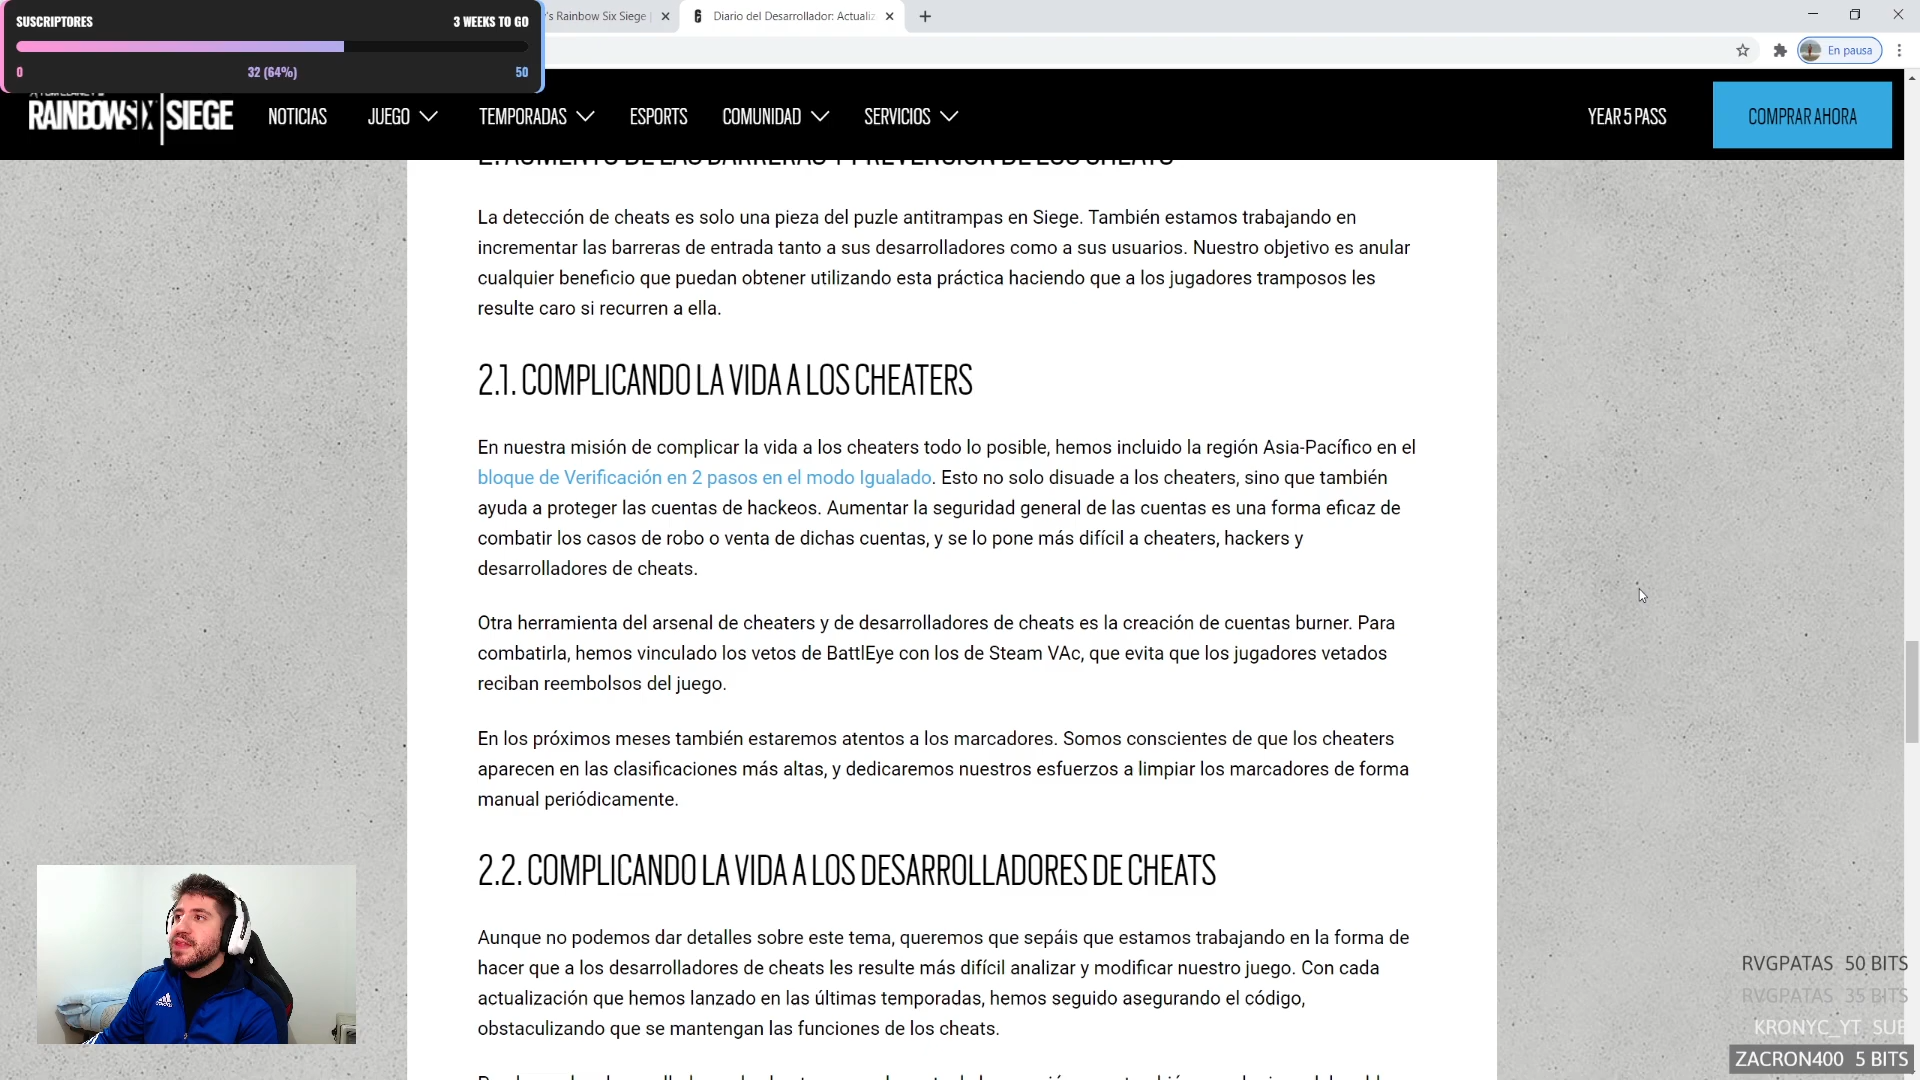 SUSCRIPTORES 3 WEEKS TO GO
0 32 (64%) 50
's Rainbow Six Siege |
Diario del Desarrollador: Actualiz
En pausa
RAINBOWSIX|SIEGE
NOTICIAS JUEGO TEMPORADAS ESPORTS COMUNIDAD SERVICIOS YEAR 5 PASS COMPRAR AHORA
2. AUMENTO DE LAS BARRERAS Y PREVENCIÓN DE LOS CHEATS
La detección de cheats es solo una pieza del puzle antitrampas en Siege. También estamos trabajando en
incrementar las barreras de entrada tanto a sus desarrolladores como a sus usuarios. Nuestro objetivo es anular
cualquier beneficio que puedan obtener utilizando esta práctica haciendo que a los jugadores tramposos les
resulte caro si recurren a ella.
2.1. COMPLICANDO LA VIDA A LOS CHEATERS
En nuestra misión de complicar la vida a los cheaters todo lo posible, hemos incluido la región Asia-Pacífico en el
bloque de Verificación en 2 pasos en el modo Igualado. Esto no solo disuade a los cheaters, sino que también
ayuda a proteger las cuentas de hackeos. Aumentar la seguridad general de las cuentas es una forma eficaz de
combatir los casos de robo o venta de dichas cuentas, y se lo pone más difícil a cheaters, hackers y
desarrolladores de cheats.
Otra herramienta del arsenal de cheaters y de desarrolladores de cheats es la creación de cuentas burner. Para
combatirla, hemos vinculado los vetos de BattlEye con los de Steam VAc, que evita que los jugadores vetados
reciban reembolsos del juego.
En los próximos meses también estaremos atentos a los marcadores. Somos conscientes de que los cheaters
aparecen en las clasificaciones más altas, y dedicaremos nuestros esfuerzos a limpiar los marcadores de forma
manual periódicamente.
2.2. COMPLICANDO LA VIDA A LOS DESARROLLADORES DE CHEATS
Aunque no podemos dar detalles sobre este tema, queremos que sepáis que estamos trabajando en la forma de
hacer que a los desarrolladores de cheats les resulte más difícil analizar y modificar nuestro juego. Con cada
actualización que hemos lanzado en las últimas temporadas, hemos seguido asegurando el código,
obstaculizando que se mantengan las funciones de los cheats.
RVGPATAS 50 BITS
RVGPATAS 35 BITS
KRONYC_YT SUB
ZACRON400 5 BITS